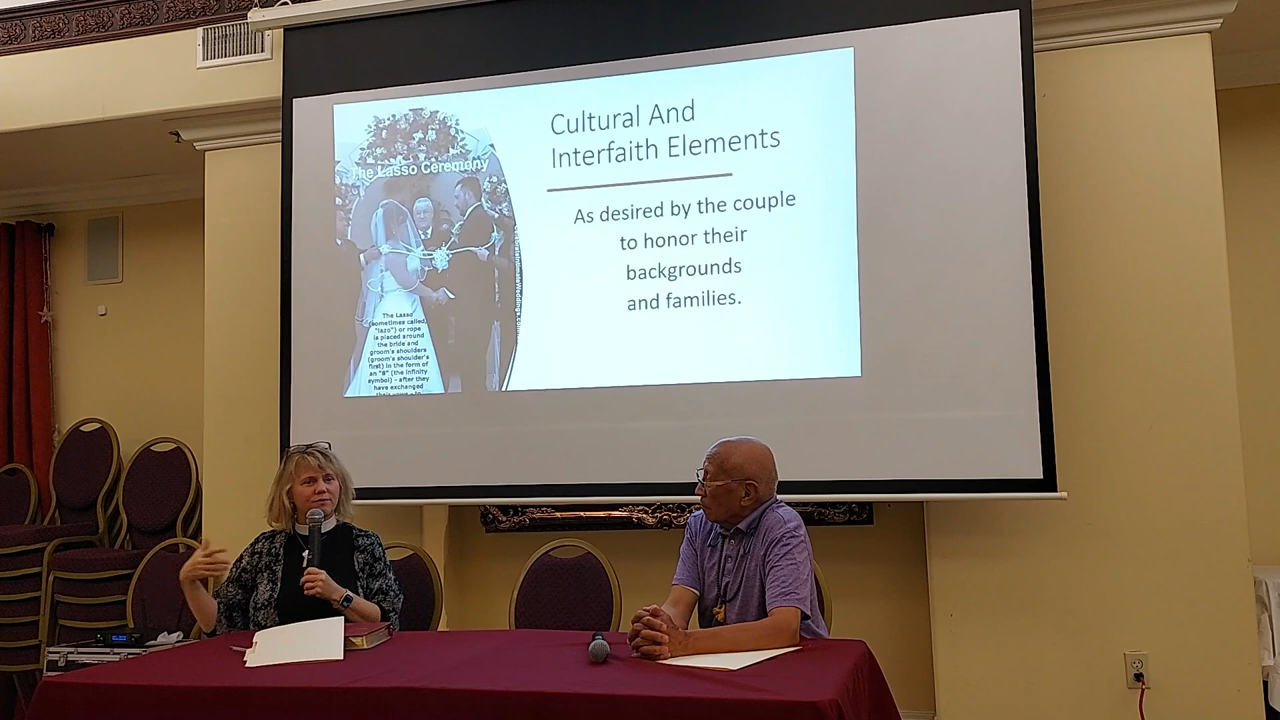 Cultural And
Interfaith Elements
The Lasso Ceremony
As desired by the couple
to honor their
backgrounds
and families.
The Lasso
(sometimes called,
"lazo") or rope
is placed around
the bride and
groom's shoulders
(groom's shoulder's
first) in the form of
an "8" (the infinity
symbol) - after they
have exchanged